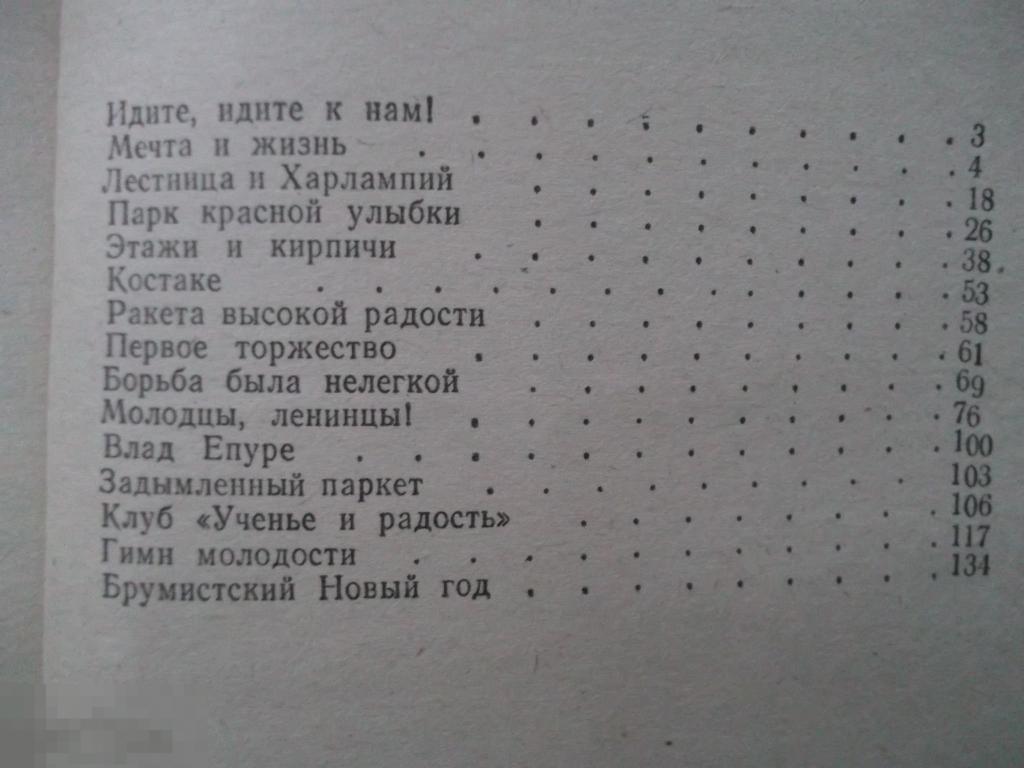 Идите, идите к нам! . . . . . . . . . . 3
Мечта и жизнь . . . . . . . . . . 4
Лестница и Харлампий . . . . . . . . 18
Парк красной улыбки . . . . . . . . 26
Этажи и кирпичи . . . . . . . . . 38
Костаке . . . . . . . . . . . . 53
Ракета высокой радости . . . . . . . . 58
Первое торжество . . . . . . . . . 61
Борьба была нелегкой . . . . . . . . 69
Молодцы, ленинцы! . . . . . . . . . 76
Влад Епуре . . . . . . . . . . . 100
Задымленный паркет . . . . . . . . 103
Клуб «Ученье и радость» . . . . . . . 106
Гимн молодости . . . . . . . . . . 117
Брумистский Новый год . . . . . . . . 134